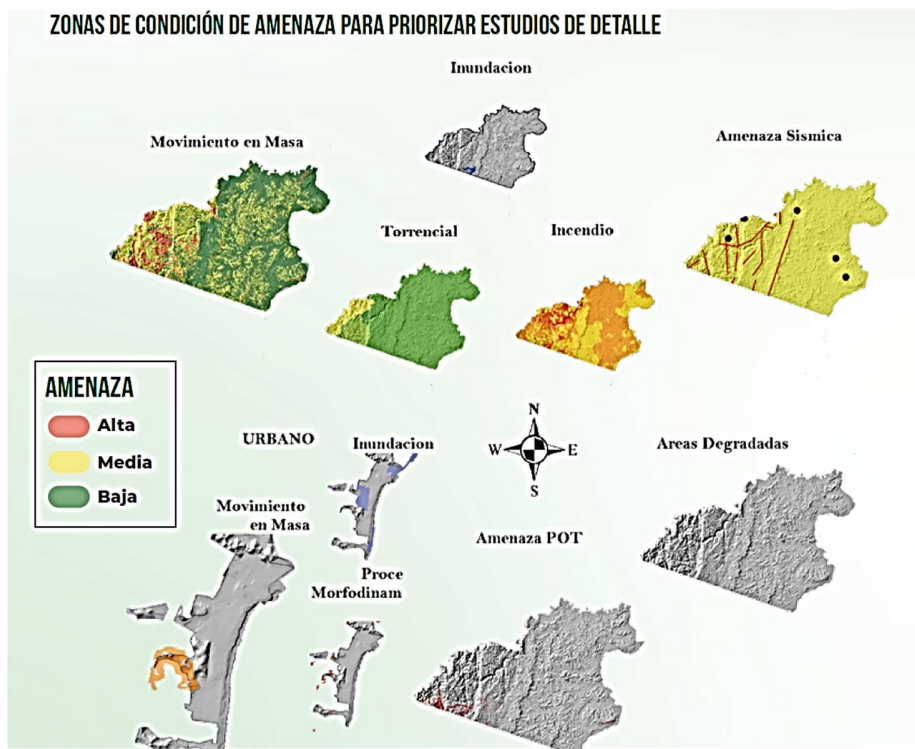 ZONAS DE CONDICIÓN DE AMENAZA PARA PRIORIZAR ESTUDIOS DE DETALLE
Inundacion
Movimiento en Masa
Amenaza Sismica
Torrencial
Incendio
AMENAZA
Alta
Media
Baja
URBANO
Inundacion
N
W
E
S
Areas Degradadas
Movimiento
en Masa
Amenaza POT
Proce
Morfodinam